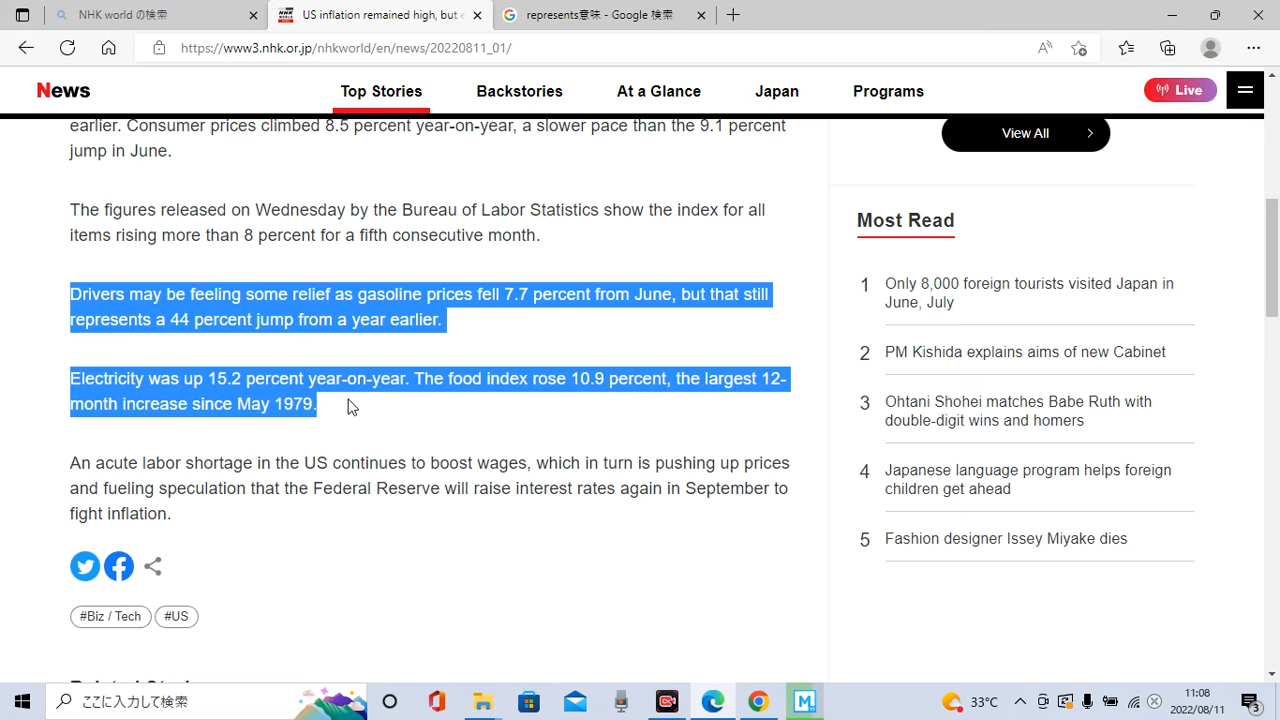 NHK world の検索
US inflation remained high, but e
represents意味 - Google 検索
https://www3.nhk.or.jp/nhkworld/en/news/20220811_01/
News
Top Stories
Backstories
At a Glance
Japan
Programs
Live
earlier. Consumer prices climbed 8.5 percent year-on-year, a slower pace than the 9.1 percent
jump in June.
The figures released on Wednesday by the Bureau of Labor Statistics show the index for all
items rising more than 8 percent for a fifth consecutive month.
Drivers may be feeling some relief as gasoline prices fell 7.7 percent from June, but that still
represents a 44 percent jump from a year earlier.
Electricity was up 15.2 percent year-on-year. The food index rose 10.9 percent, the largest 12-
month increase since May 1979.
An acute labor shortage in the US continues to boost wages, which in turn is pushing up prices
and fueling speculation that the Federal Reserve will raise interest rates again in September to
fight inflation.
#Biz / Tech
#US
View All
Most Read
1 Only 8,000 foreign tourists visited Japan in
June, July
2 PM Kishida explains aims of new Cabinet
3 Ohtani Shohei matches Babe Ruth with
double-digit wins and homers
4 Japanese language program helps foreign
children get ahead
5 Fashion designer Issey Miyake dies
ここに入力して検索
33°C
11:08
2022/08/11
3